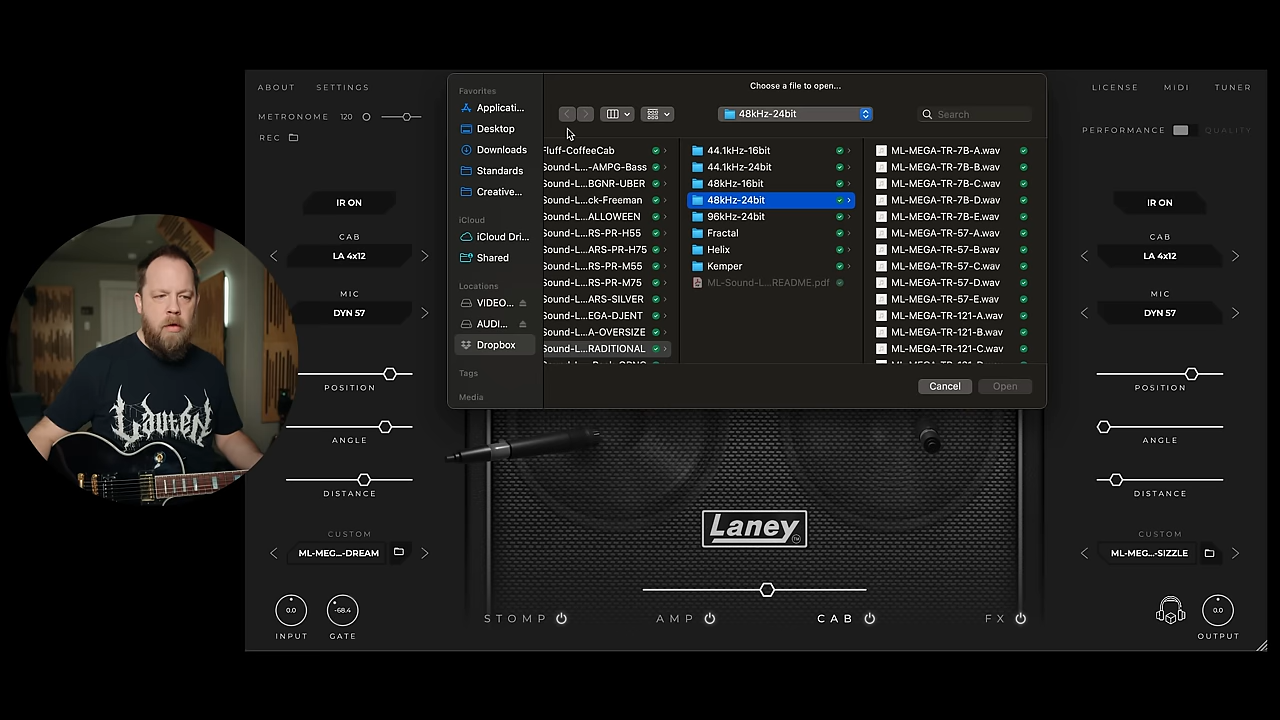 ABOUT SETTINGS
METRONOME 120
REC
IR ON
CAB
LA 4x12
MIC
DYN 57
POSITION
ANGLE
DISTANCE
CUSTOM
ML-MEG...-DREAM
0.0 -68.4
INPUT GATE
Favorites
Applicati...
Desktop
Downloads
Standards
Creative...
iCloud
iCloud Dri...
Shared
Locations
VIDEO...
AUDI...
Dropbox
Tags
Media
Choose a file to open...
48kHz-24bit
Search
Fluff-CoffeeCab
Sound-L...-AMPG-Bass
Sound-L...BGNR-UBER
Sound-L...ck-Freeman
Sound-L...ALLOWEEN
Sound-L...RS-PR-H55
Sound-L...ARS-PR-H75
Sound-L...RS-PR-M55
Sound-L...RS-PR-M75
Sound-L...ARS-SILVER
Sound-L...EGA-DJENT
Sound-L...A-OVERSIZE
Sound-L...RADITIONAL
44.1kHz-16bit
44.1kHz-24bit
48kHz-16bit
48kHz-24bit
96kHz-24bit
Fractal
Helix
Kemper
ML-Sound-L...README.pdf
ML-MEGA-TR-7B-A.wav
ML-MEGA-TR-7B-B.wav
ML-MEGA-TR-7B-C.wav
ML-MEGA-TR-7B-D.wav
ML-MEGA-TR-7B-E.wav
ML-MEGA-TR-57-A.wav
ML-MEGA-TR-57-B.wav
ML-MEGA-TR-57-C.wav
ML-MEGA-TR-57-D.wav
ML-MEGA-TR-57-E.wav
ML-MEGA-TR-121-A.wav
ML-MEGA-TR-121-B.wav
ML-MEGA-TR-121-C.wav
Cancel Open
Laney
STOMP AMP CAB FX
LICENSE MIDI TUNER
PERFORMANCE QUALITY
IR ON
CAB
LA 4x12
MIC
DYN 57
POSITION
ANGLE
DISTANCE
CUSTOM
ML-MEG...-SIZZLE
0.0
OUTPUT
Lauten